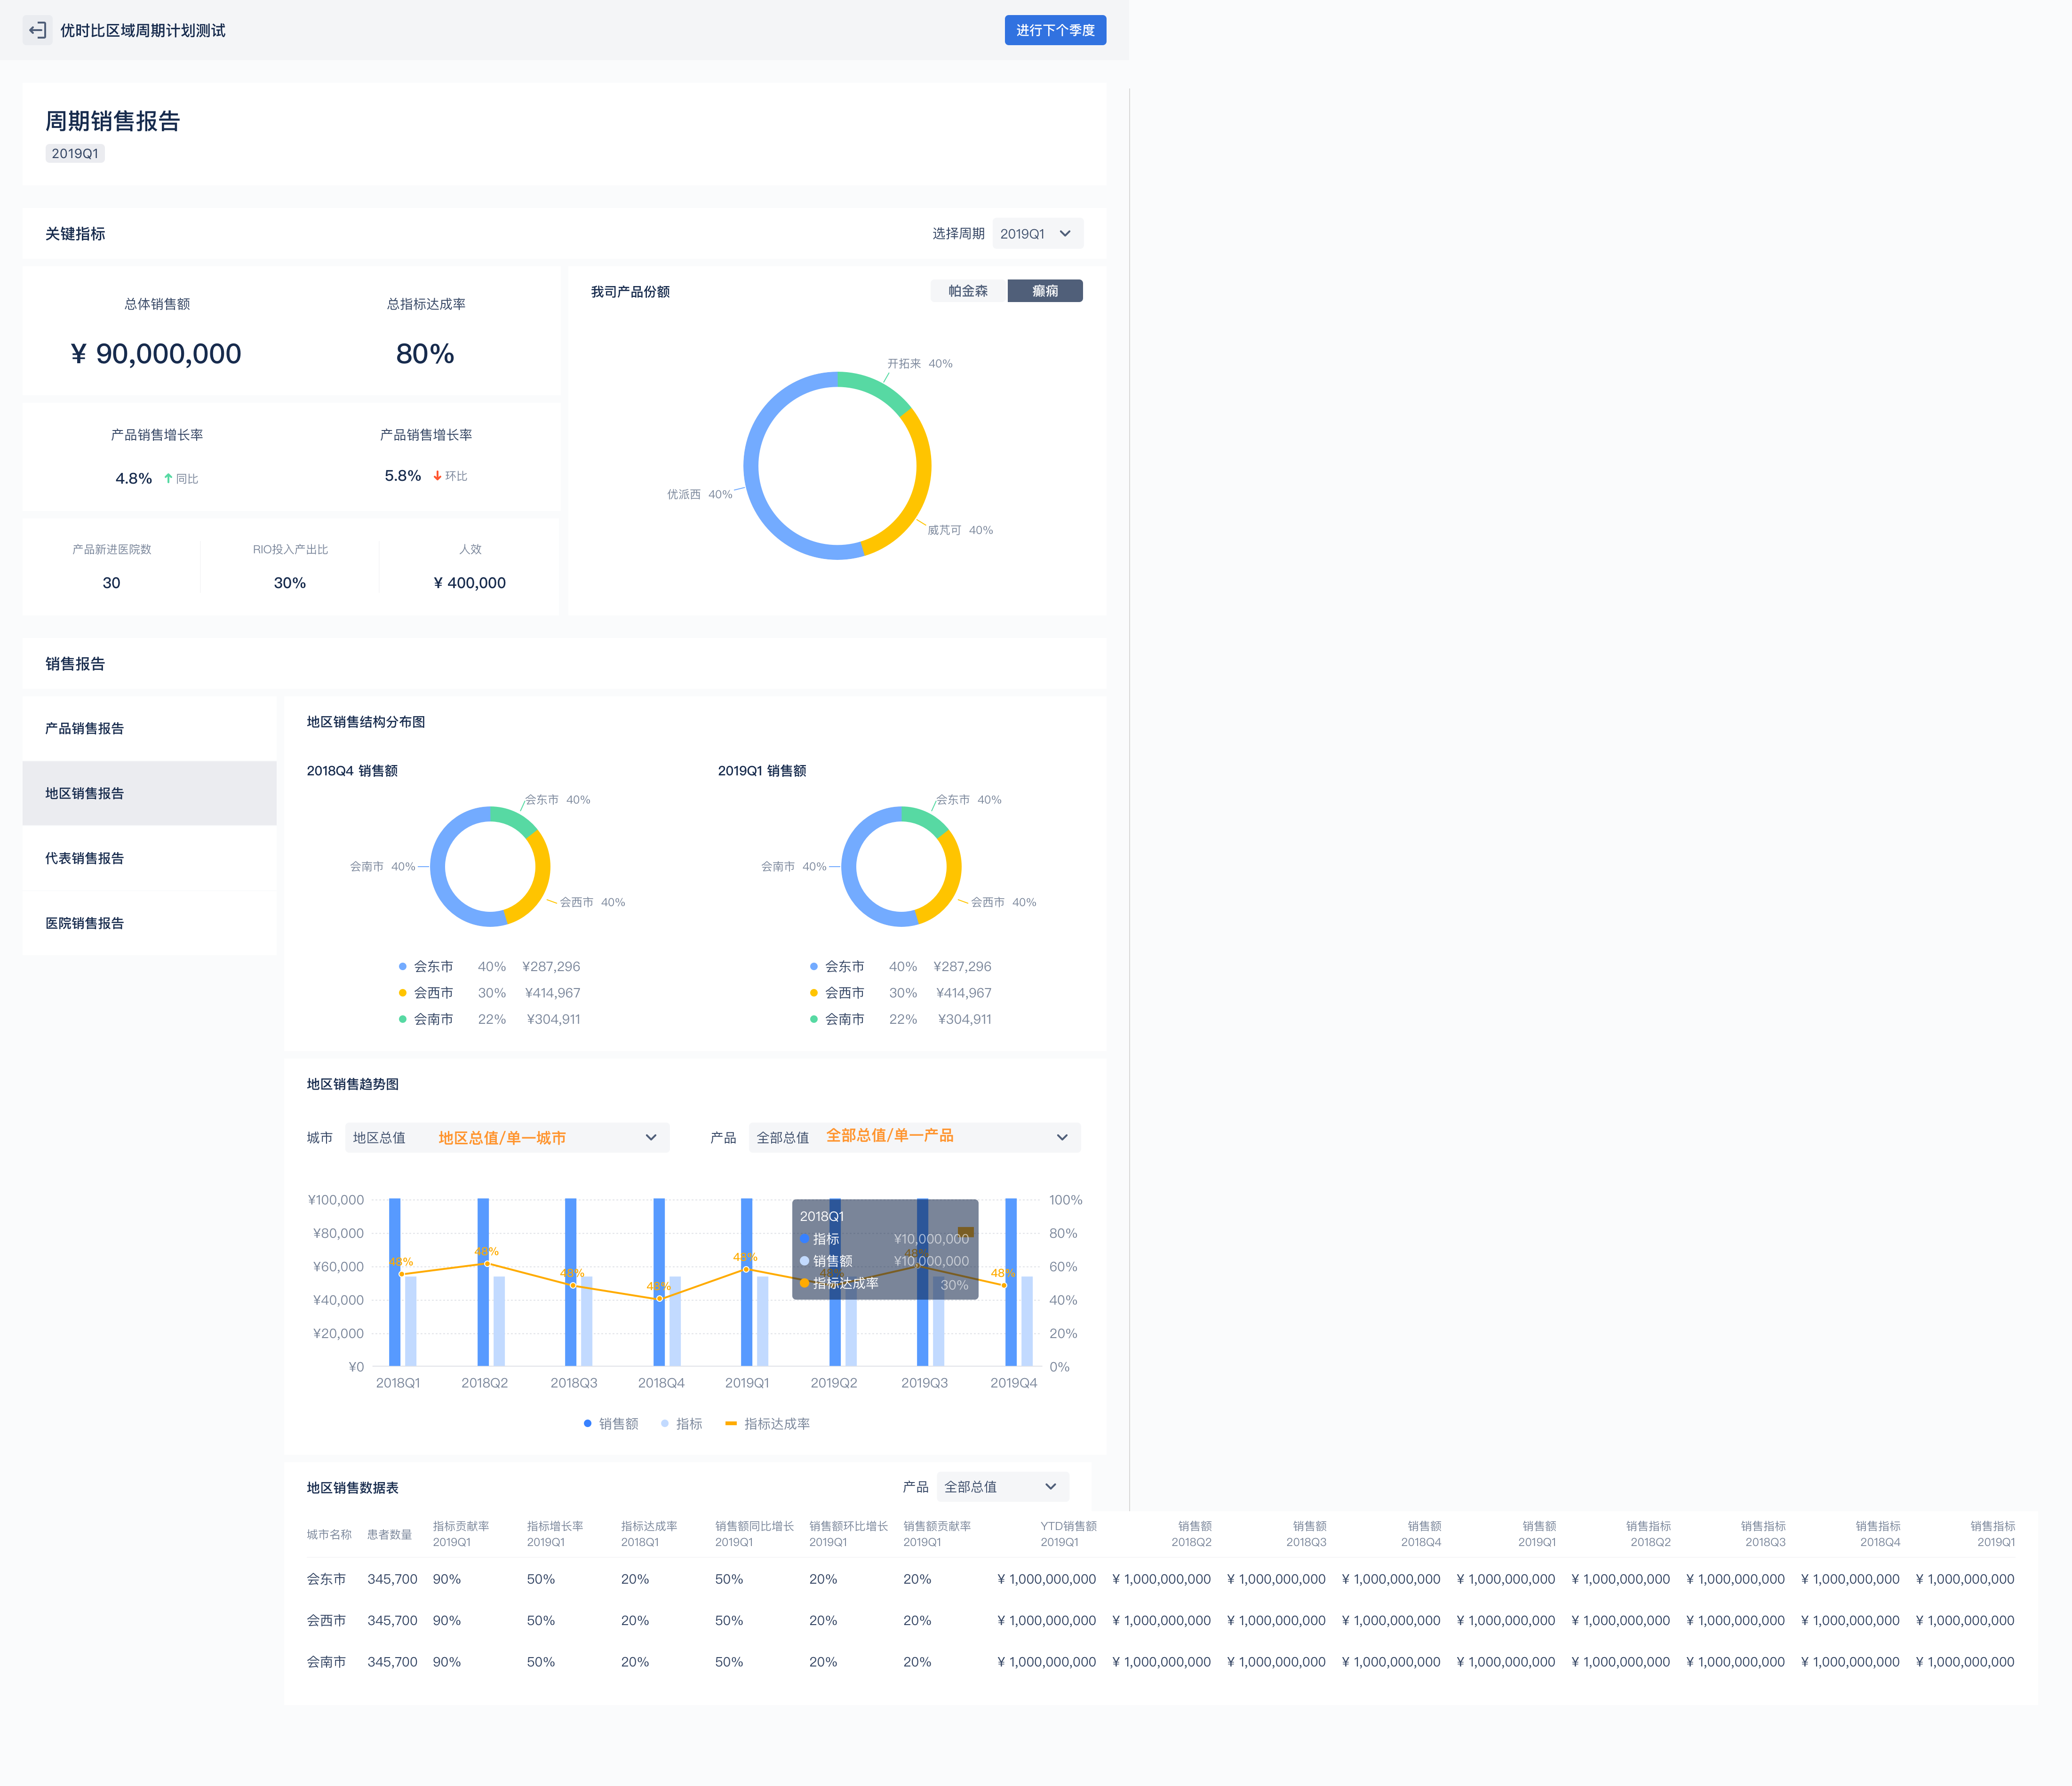 优时比区域周期计划测试
进行下个季度
周期销售报告
2019Q1
关键指标
选择周期 2019Q1
总体销售额 总指标达成率
¥ 90,000,000 80%
产品销售增长率 产品销售增长率
4.8% 同比 5.8% 环比
产品新进医院数 RIO投入产出比 人效
30 30% ¥ 400,000
我司产品份额 帕金森 癫痫
开拓来 40%
优派西 40%
威芃可 40%
销售报告
产品销售报告
地区销售报告
代表销售报告
医院销售报告
地区销售结构分布图
2018Q4 销售额
会东市 40%
会南市 40%
会西市 40%
会东市 40% ¥287,296
会西市 30% ¥414,967
会南市 22% ¥304,911
2019Q1 销售额
会东市 40%
会南市 40%
会西市 40%
会东市 40% ¥287,296
会西市 30% ¥414,967
会南市 22% ¥304,911
地区销售趋势图
城市 地区总值 地区总值/单一城市 产品 全部总值 全部总值/单一产品
¥100,000 100%
¥80,000 80%
¥60,000 60%
¥40,000 40%
¥20,000 20%
¥0 0%
48% 48% 48% 48% 48% 48% 48% 48%
2018Q1
指标 ¥10,000,000
销售额 ¥10,000,000
指标达成率 30%
2018Q1 2018Q2 2018Q3 2018Q4 2019Q1 2019Q2 2019Q3 2019Q4
销售额 指标 指标达成率
地区销售数据表 产品 全部总值
城市名称 患者数量 指标贡献率 指标增长率 指标达成率 销售额同比增长 销售额环比增长 销售额贡献率 YTD销售额 销售额 销售额 销售额 销售额 销售指标 销售指标 销售指标 销售指标
2019Q1 2019Q1 2018Q1 2019Q1 2019Q1 2019Q1 2019Q1 2018Q2 2018Q3 2018Q4 2019Q1 2018Q2 2018Q3 2018Q4 2019Q1
会东市 345,700 90% 50% 20% 50% 20% 20% ¥ 1,000,000,000 ¥ 1,000,000,000 ¥ 1,000,000,000 ¥ 1,000,000,000 ¥ 1,000,000,000 ¥ 1,000,000,000 ¥ 1,000,000,000 ¥ 1,000,000,000 ¥ 1,000,000,000
会西市 345,700 90% 50% 20% 50% 20% 20% ¥ 1,000,000,000 ¥ 1,000,000,000 ¥ 1,000,000,000 ¥ 1,000,000,000 ¥ 1,000,000,000 ¥ 1,000,000,000 ¥ 1,000,000,000 ¥ 1,000,000,000 ¥ 1,000,000,000
会南市 345,700 90% 50% 20% 50% 20% 20% ¥ 1,000,000,000 ¥ 1,000,000,000 ¥ 1,000,000,000 ¥ 1,000,000,000 ¥ 1,000,000,000 ¥ 1,000,000,000 ¥ 1,000,000,000 ¥ 1,000,000,000 ¥ 1,000,000,000